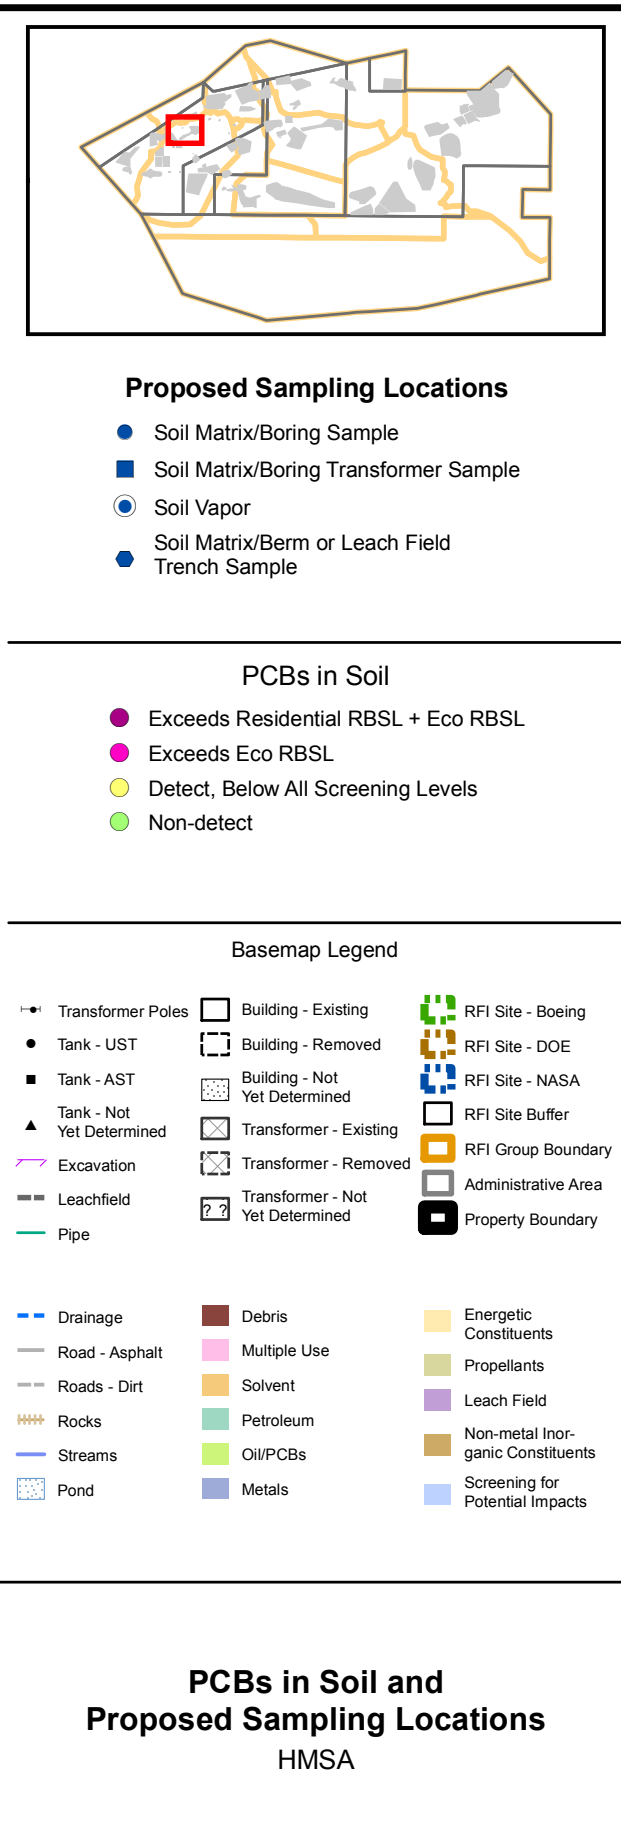 Proposed Sampling Locations
Soil Matrix/Boring Sample
Soil Matrix/Boring Transformer Sample
Soil Vapor
Soil Matrix/Berm or Leach Field
Trench Sample
PCBs in Soil
Exceeds Residential RBSL + Eco RBSL
Exceeds Eco RBSL
Detect, Below All Screening Levels
Non-detect
Basemap Legend
Transformer Poles
Tank - UST
Tank - AST
Tank - Not
Yet Determined
Excavation
Leachfield
Pipe
Building - Existing
Building - Removed
Building - Not
Yet Determined
Transformer - Existing
Transformer - Removed
? ?
Transformer - Not
Yet Determined
RFI Site - Boeing
RFI Site - DOE
RFI Site - NASA
RFI Site Buffer
RFI Group Boundary
Administrative Area
Property Boundary
Drainage
Road - Asphalt
Roads - Dirt
Rocks
Streams
Pond
Debris
Multiple Use
Solvent
Petroleum
Oil/PCBs
Metals
Energetic
Constituents
Propellants
Leach Field
Non-metal Inor-
ganic Constituents
Screening for
Potential Impacts
PCBs in Soil and
Proposed Sampling Locations
HMSA